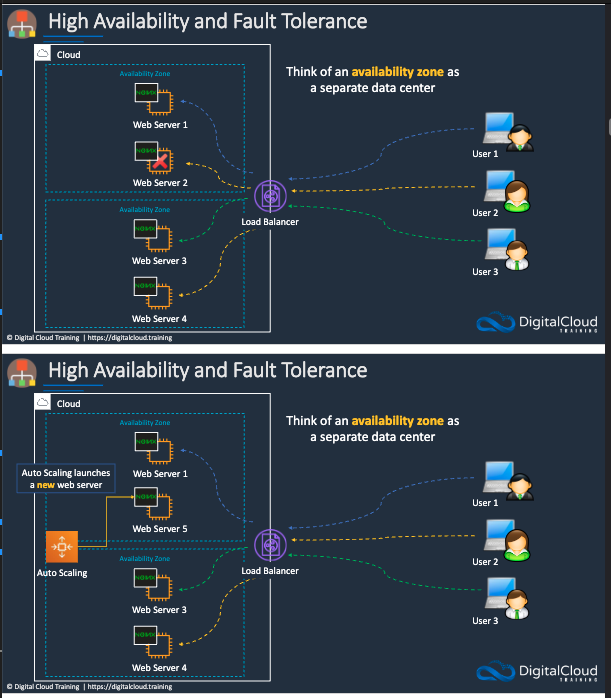 High Availability and Fault Tolerance
Cloud
Availability Zone
Web Server 1
Web Server 2
Availability Zone
Web Server 3
Web Server 4
Load Balancer
Think of an availability zone as
a separate data center
User 1
User 2
User 3
DigitalCloud
TRAINING
© Digital Cloud Training | https://digitalcloud.training
High Availability and Fault Tolerance
Cloud
Availability Zone
Web Server 1
Auto Scaling launches
a new web server
Web Server 5
Auto Scaling
Availability Zone
Web Server 3
Web Server 4
Load Balancer
Think of an availability zone as
a separate data center
User 1
User 2
User 3
DigitalCloud
TRAINING
© Digital Cloud Training | https://digitalcloud.training